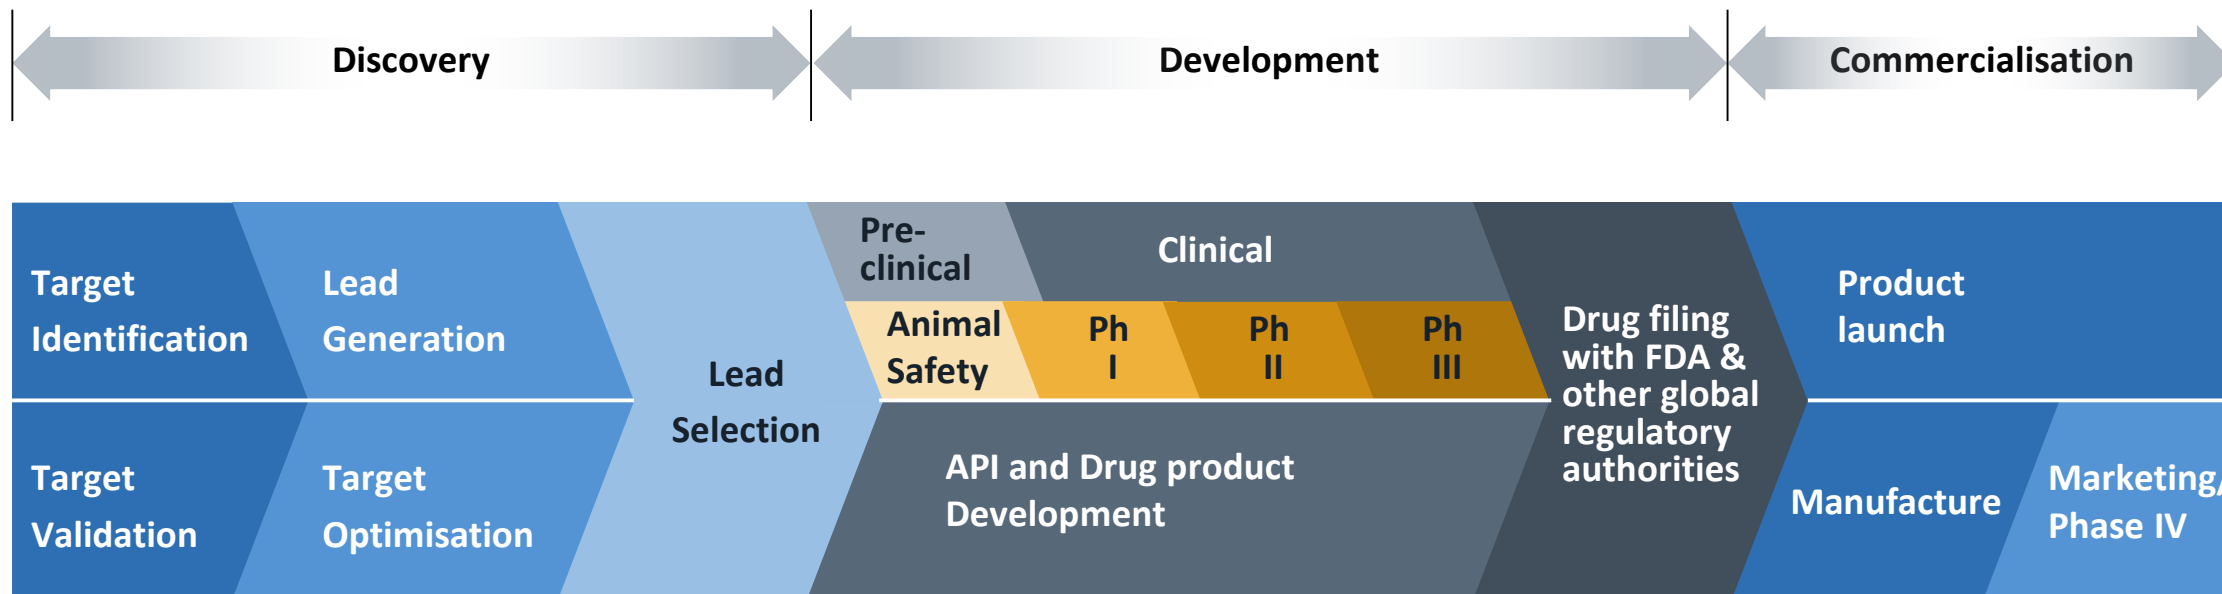 Discovery
Development
Commercialisation
Target
Identification
Lead
Generation
Target
Validation
Target
Optimisation
Lead
Selection
Pre-
clinical
Clinical
Animal
Safety
Ph
I
Ph
II
Ph
III
API and Drug product
Development
Drug filing
with FDA &
other global
regulatory
authorities
Product
launch
Manufacture
Marketing/
Phase IV